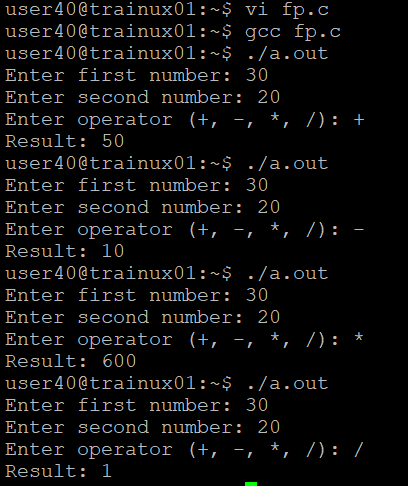 user40@trainux01:~$ vi fp.c
user40@trainux01:~$ gcc fp.c
user40@trainux01:~$ ./a.out
Enter first number: 30
Enter second number: 20
Enter operator (+, -, *, /): +
Result: 50
user40@trainux01:~$ ./a.out
Enter first number: 30
Enter second number: 20
Enter operator (+, -, *, /): -
Result: 10
user40@trainux01:~$ ./a.out
Enter first number: 30
Enter second number: 20
Enter operator (+, -, *, /): *
Result: 600
user40@trainux01:~$ ./a.out
Enter first number: 30
Enter second number: 20
Enter operator (+, -, *, /): /
Result: 1